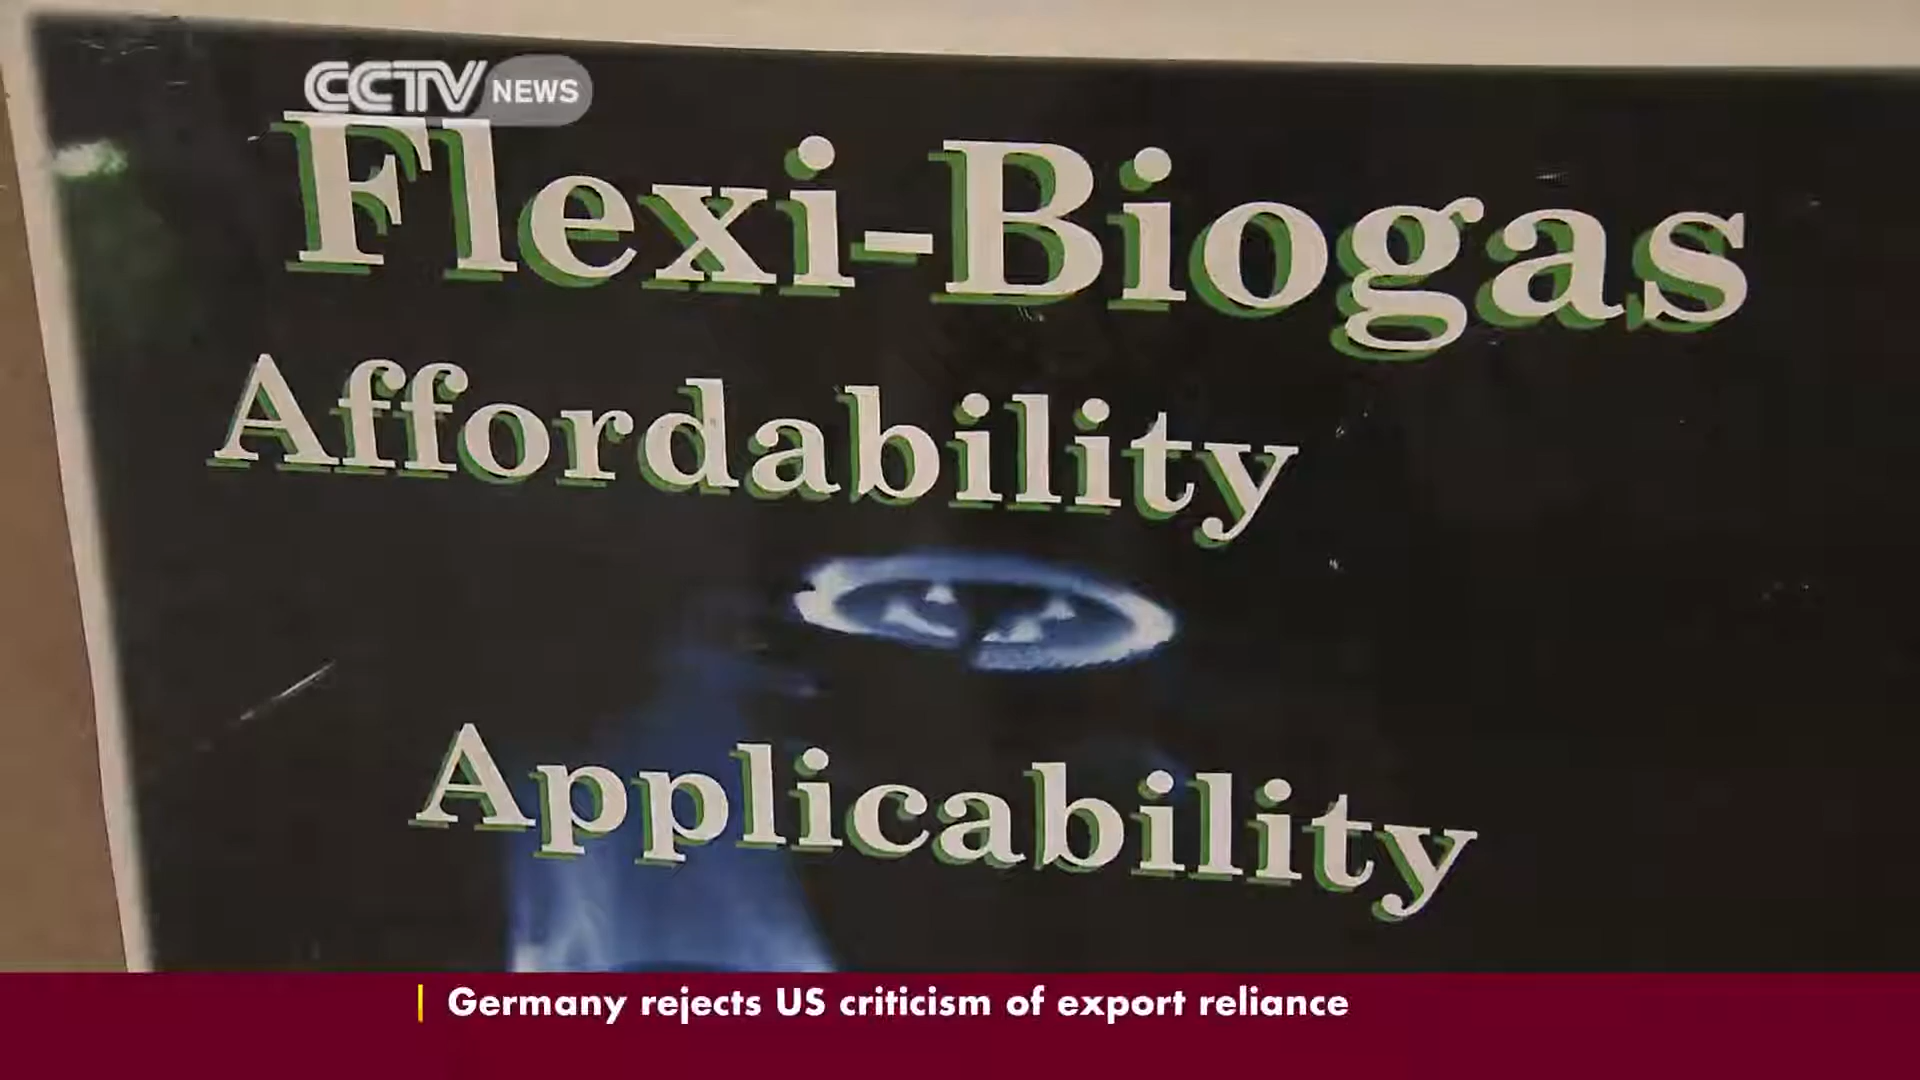 CCTV NEWS
Flexi-Biogas
Affordability
Applicability
Germany rejects US criticism of export reliance